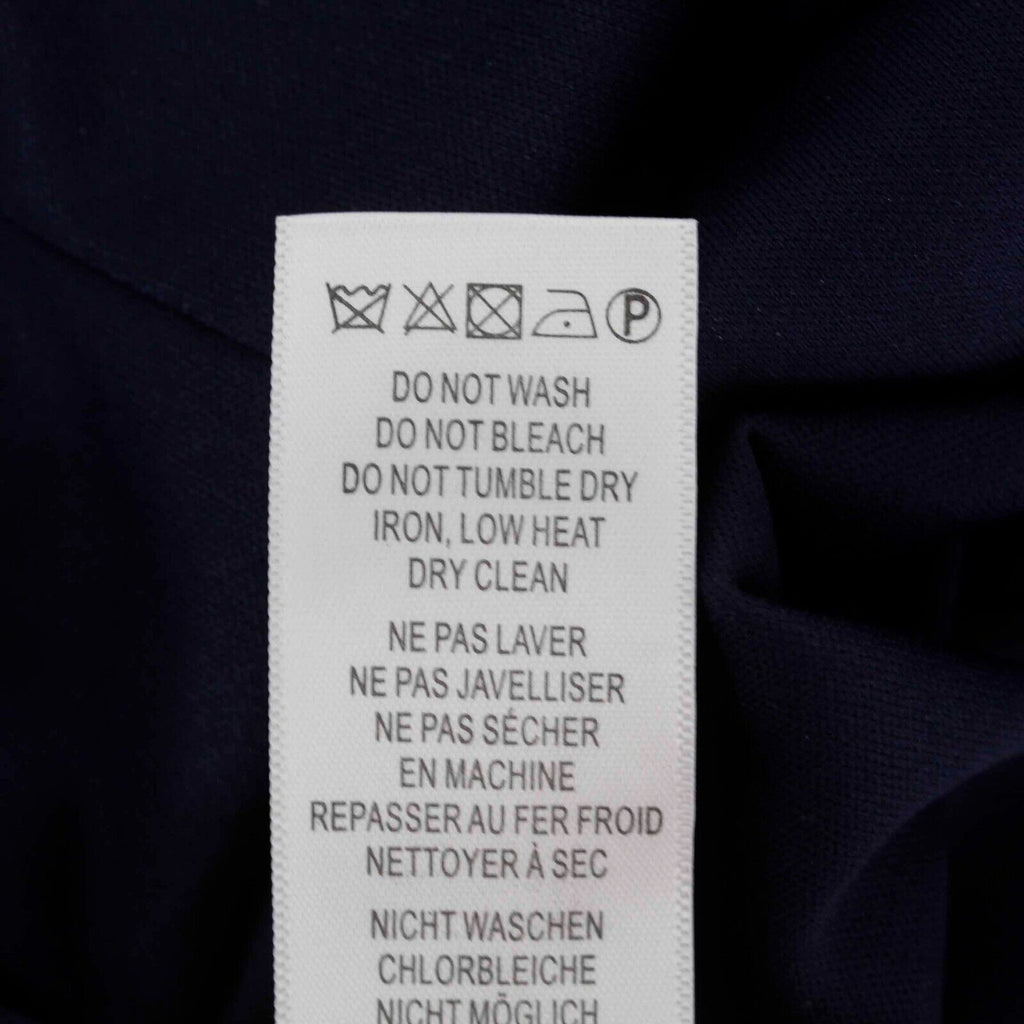 P
DO NOT WASH
DO NOT BLEACH
DO NOT TUMBLE DRY
IRON, LOW HEAT
DRY CLEAN
NE PAS LAVER
NE PAS JAVELLISER
NE PAS SÉCHER
EN MACHINE
REPASSER AU FER FROID
NETTOYER À SEC
NICHT WASCHEN
CHLORBLEICHE
NICHT MÖGLICH